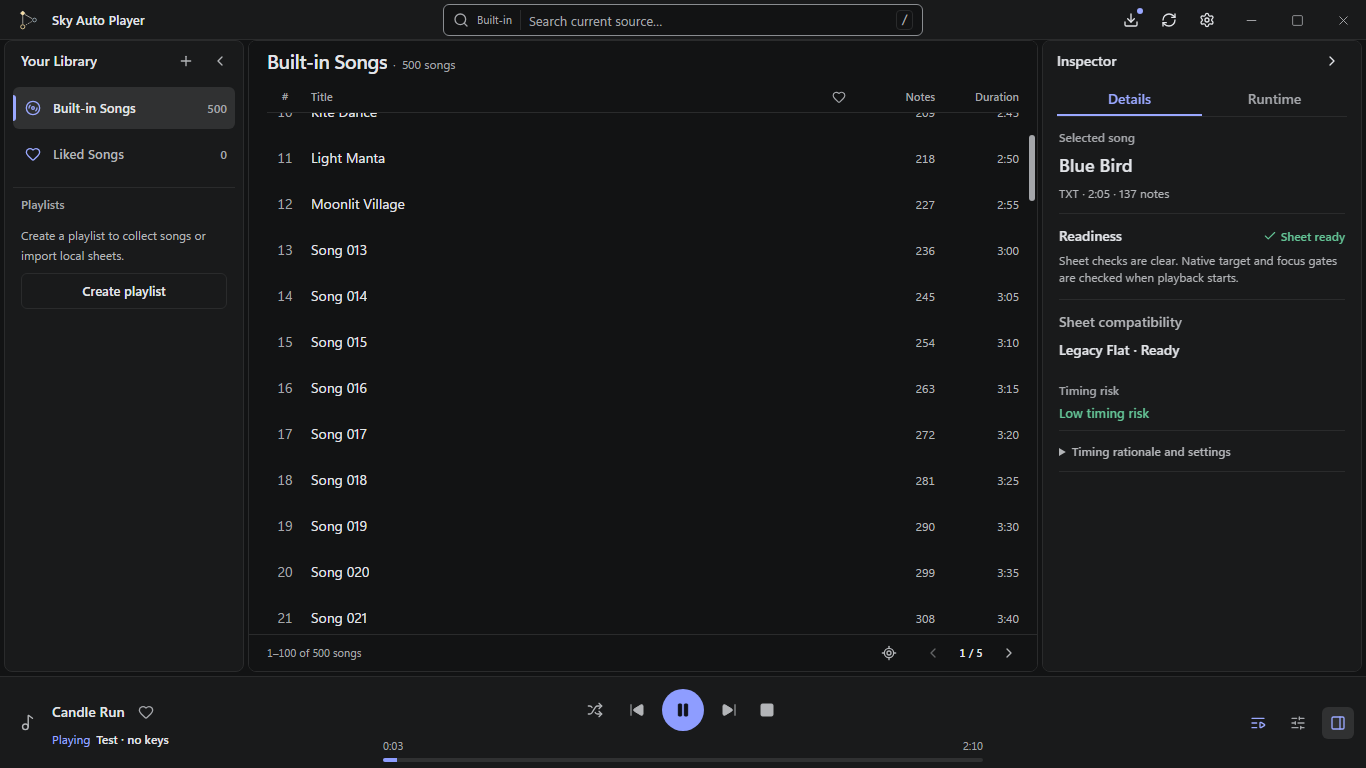 Sky Auto Player
Built-in
Search current source...
/
Your Library
Built-in Songs 500
Liked Songs 0
Playlists
Create a playlist to collect songs or
import local sheets.
Create playlist
Built-in Songs · 500 songs
# Title Notes Duration
10 Kite Dance 209 2:45
11 Light Manta 218 2:50
12 Moonlit Village 227 2:55
13 Song 013 236 3:00
14 Song 014 245 3:05
15 Song 015 254 3:10
16 Song 016 263 3:15
17 Song 017 272 3:20
18 Song 018 281 3:25
19 Song 019 290 3:30
20 Song 020 299 3:35
21 Song 021 308 3:40
1–100 of 500 songs
1 / 5
Inspector
Details Runtime
Selected song
Blue Bird
TXT · 2:05 · 137 notes
Readiness Sheet ready
Sheet checks are clear. Native target and focus gates
are checked when playback starts.
Sheet compatibility
Legacy Flat · Ready
Timing risk
Low timing risk
Timing rationale and settings
Candle Run
Playing Test · no keys
0:03 2:10